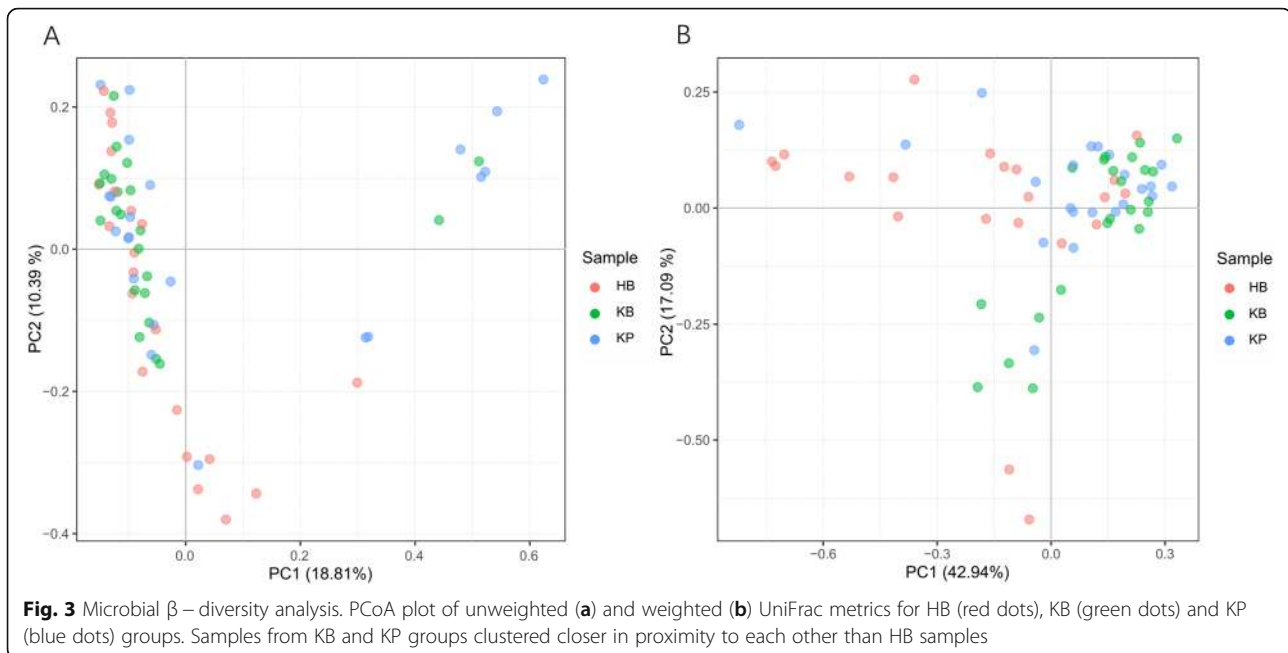 A
0.2
0.0
−0.2
−0.4
PC2 (10.39 %)
0.0
0.2
0.4
0.6
PC1 (18.81%)
Sample
HB
KB
KP
B
0.25
0.00
−0.25
−0.50
PC2 (17.09 %)
−0.6
−0.3
0.0
0.3
PC1 (42.94%)
Sample
HB
KB
KP
Fig. 3 Microbial β – diversity analysis. PCoA plot of unweighted (a) and weighted (b) UniFrac metrics for HB (red dots), KB (green dots) and KP
(blue dots) groups. Samples from KB and KP groups clustered closer in proximity to each other than HB samples